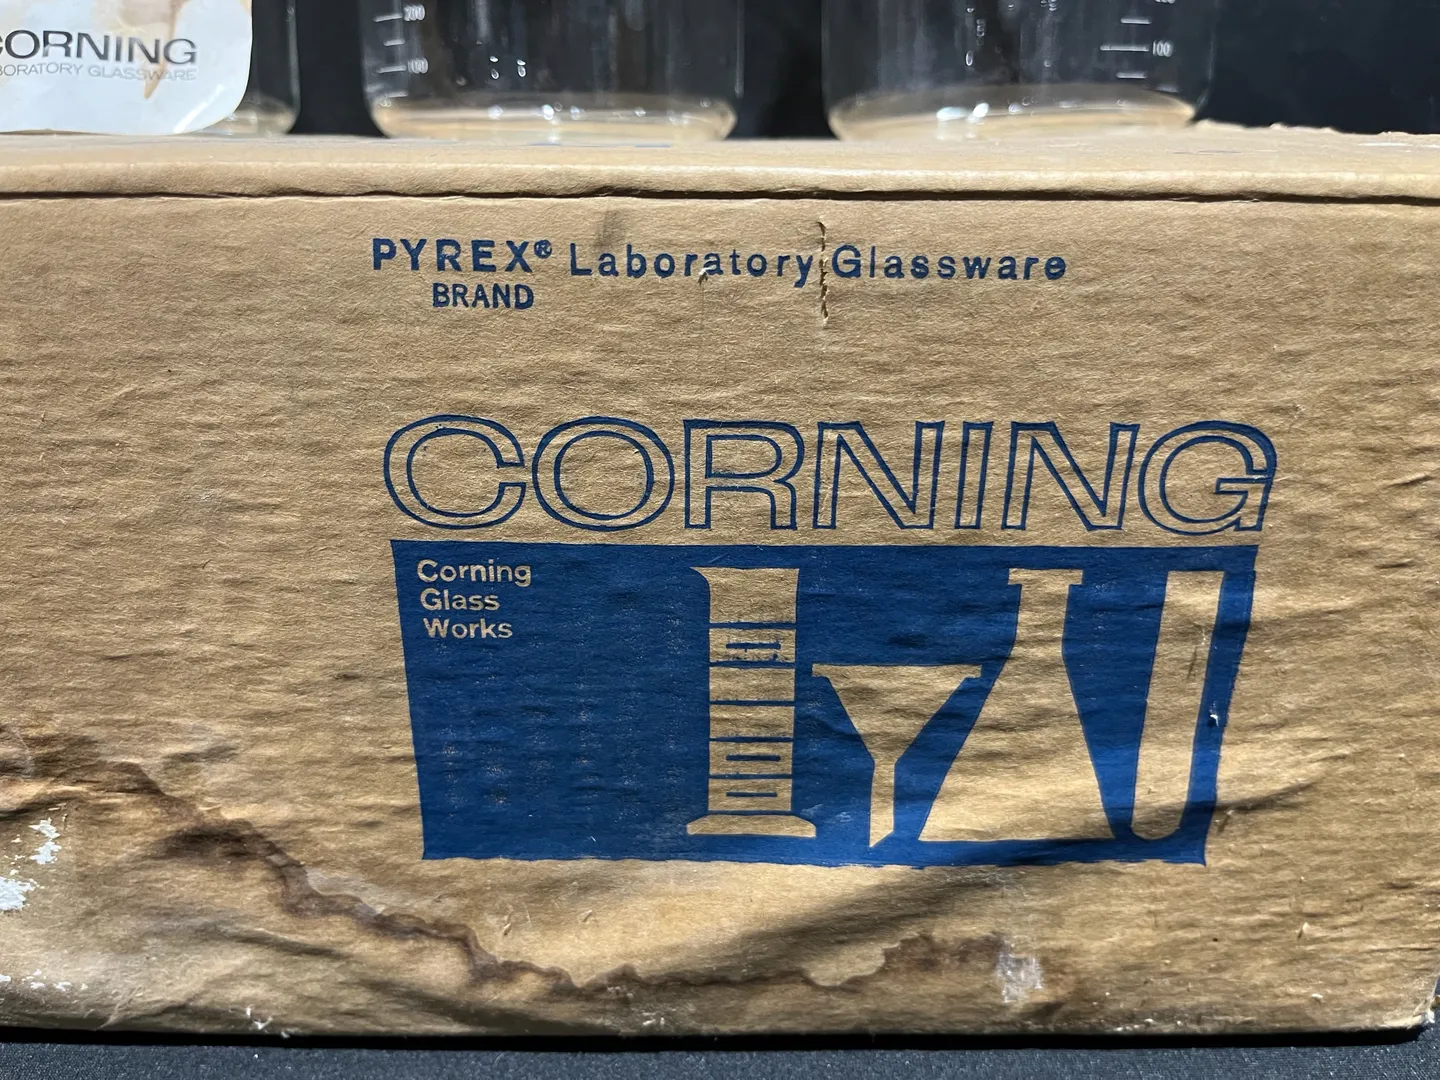 CORNING
LABORATORY GLASSWARE
200
100
100
PYREX® Laboratory Glassware
BRAND
CORNING
Corning
Glass
Works